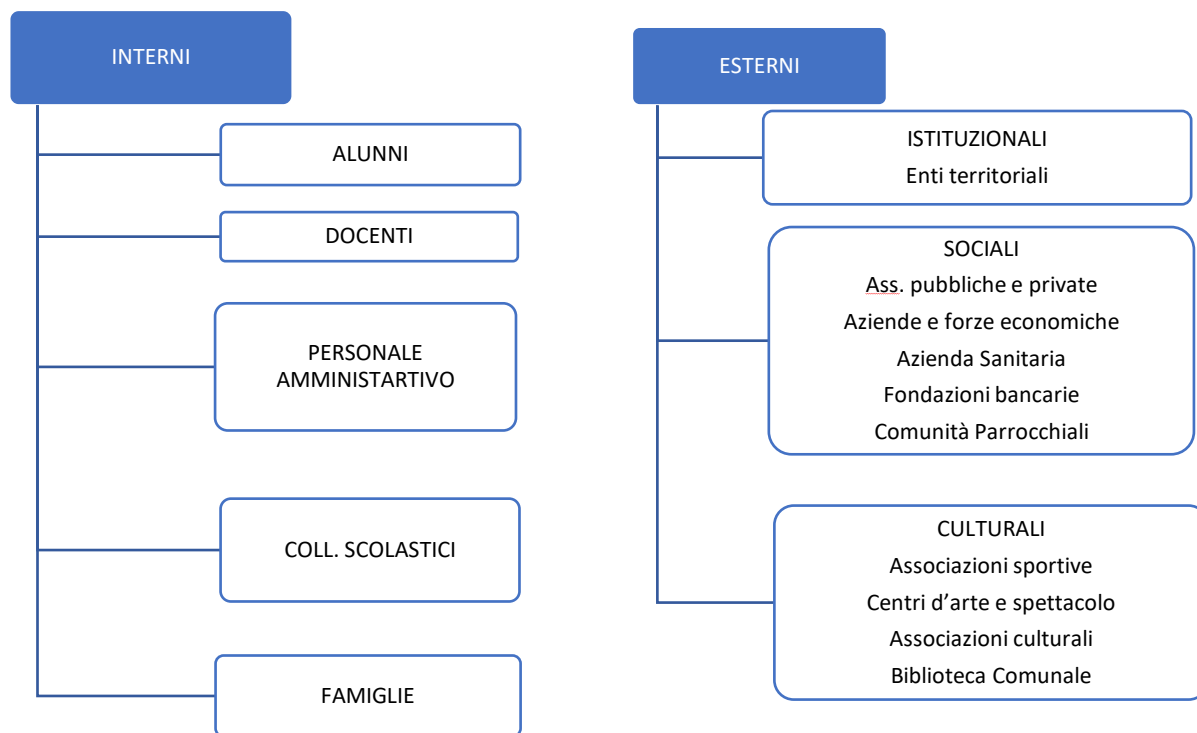 INTERNI
ALUNNI
DOCENTI
PERSONALE
AMMINISTARTIVO
COLL. SCOLASTICI
FAMIGLIE
ESTERNI
ISTITUZIONALI
Enti territoriali
SOCIALI
Ass. pubbliche e private
Aziende e forze economiche
Azienda Sanitaria
Fondazioni bancarie
Comunità Parrocchiali
CULTURALI
Associazioni sportive
Centri d’arte e spettacolo
Associazioni culturali
Biblioteca Comunale